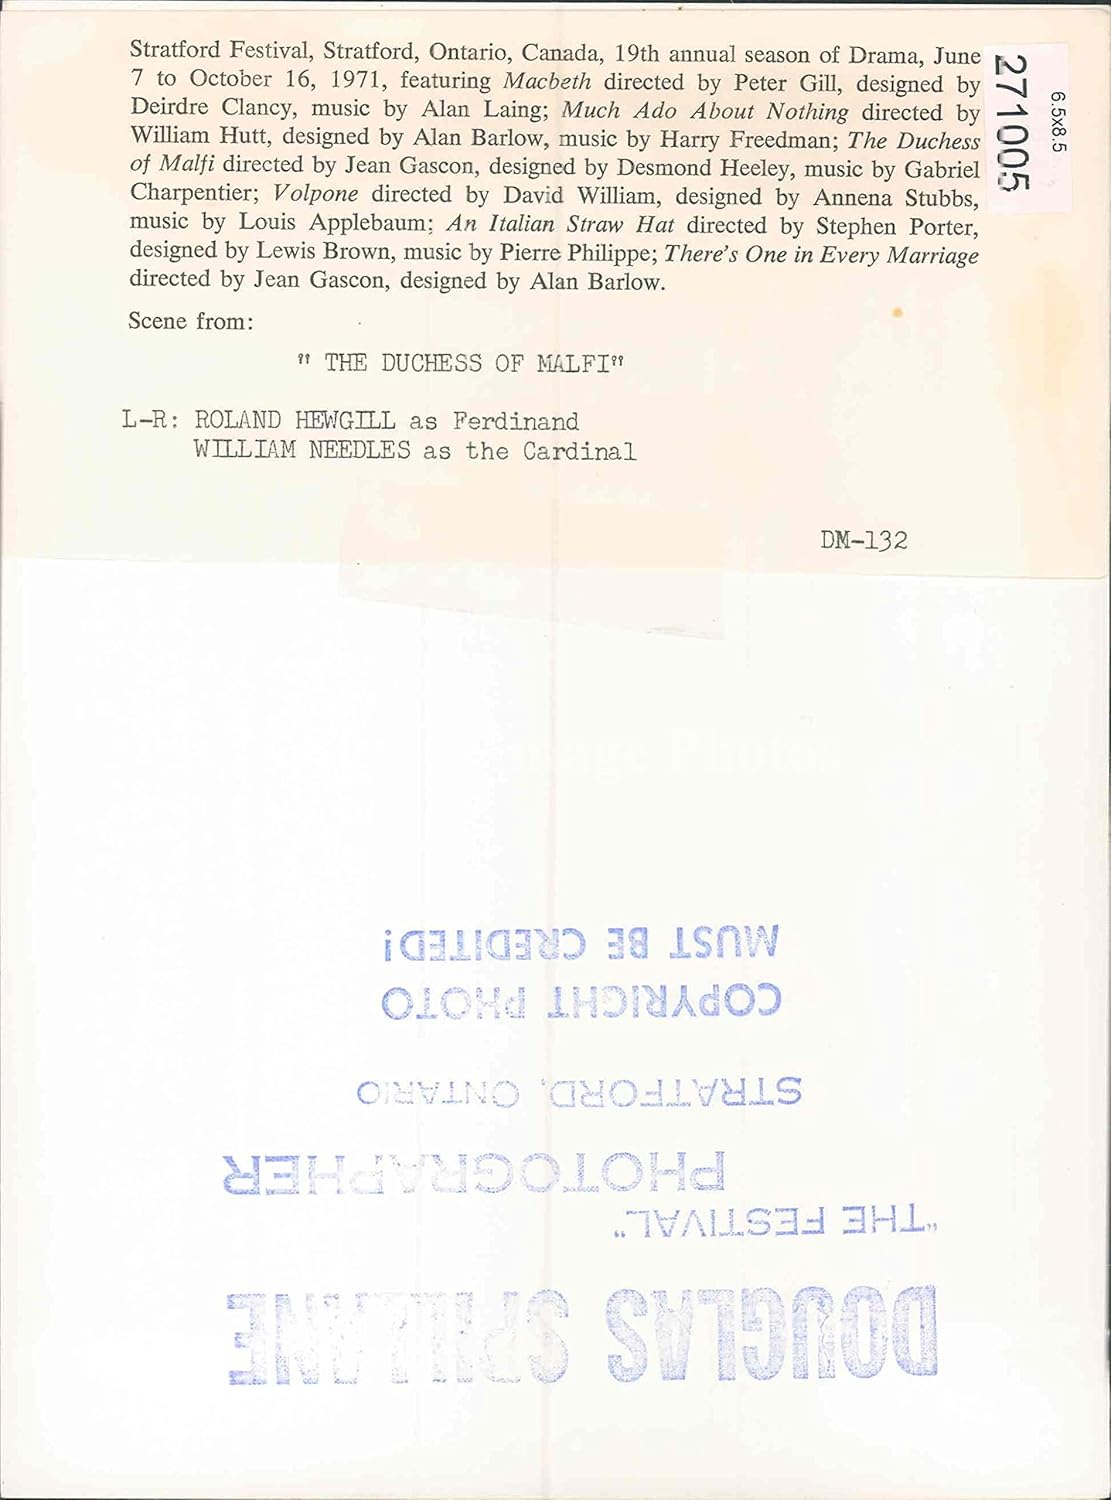 Stratford Festival, Stratford, Ontario, Canada, 19th annual season of Drama, June
7 to October 16, 1971, featuring Macbeth directed by Peter Gill, designed by
Deirdre Clancy, music by Alan Laing; Much Ado About Nothing directed by
William Hutt, designed by Alan Barlow, music by Harry Freedman; The Duchess
of Malfi directed by Jean Gascon, designed by Desmond Heeley, music by Gabriel
Charpentier; Volpone directed by David William, designed by Annena Stubbs,
music by Louis Applebaum; An Italian Straw Hat directed by Stephen Porter,
designed by Lewis Brown, music by Pierre Philippe; There's One in Every Marriage
directed by Jean Gascon, designed by Alan Barlow.
6.5x8.5
271005
Scene from:
" THE DUCHESS OF MALFI"
L-R: ROLAND HEWGILL as Ferdinand
WILLIAM NEEDLES as the Cardinal
DM-132
DOUGLAS SPILLANE
"THE FESTIVAL"
PHOTOGRAPHER
STRATFORD, ONTARIO
COPYRIGHT PHOTO
MUST BE CREDITED!